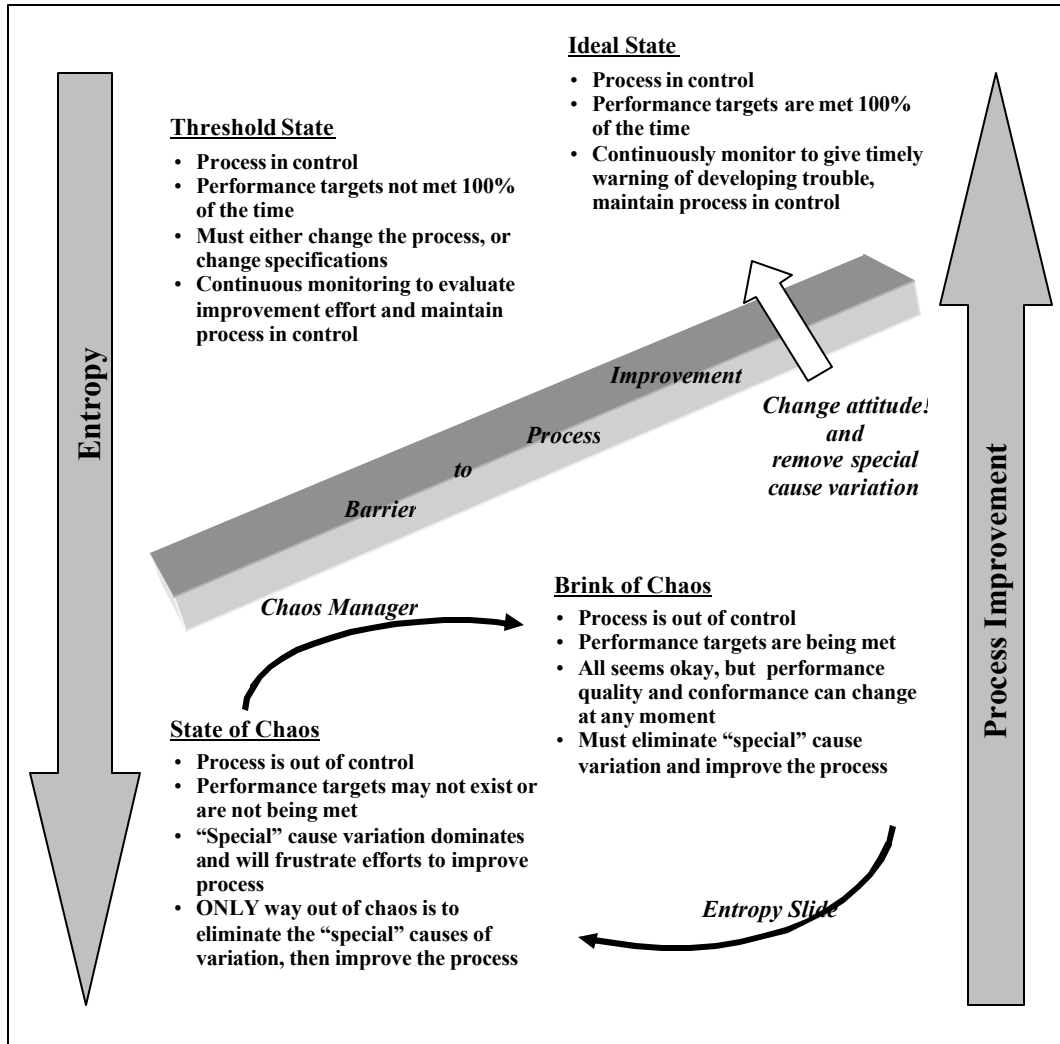 Ideal State
• Process in control
• Performance targets are met 100%
of the time
• Continuously monitor to give timely
warning of developing trouble,
maintain process in control
Threshold State
• Process in control
• Performance targets not met 100%
of the time
• Must either change the process, or
change specifications
• Continuous monitoring to evaluate
improvement effort and maintain
process in control
Entropy
Barrier
to
Process
Improvement
Change attitude!
and
remove special
cause variation
Process Improvement
Chaos Manager
Brink of Chaos
• Process is out of control
• Performance targets are being met
• All seems okay, but performance
quality and conformance can change
at any moment
• Must eliminate “special” cause
variation and improve the process
State of Chaos
• Process is out of control
• Performance targets may not exist or
are not being met
• “Special” cause variation dominates
and will frustrate efforts to improve
process
• ONLY way out of chaos is to
eliminate the “special” causes of
variation, then improve the process
Entropy Slide